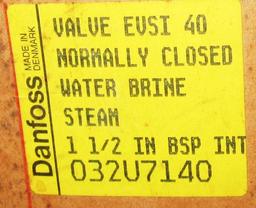 VALVE EVSI 40
NORMALLY CLOSED
WATER BRINE
STEAM
1 1/2 IN BSP INT
032U7140
Danfoss
MADE IN
DENMARK